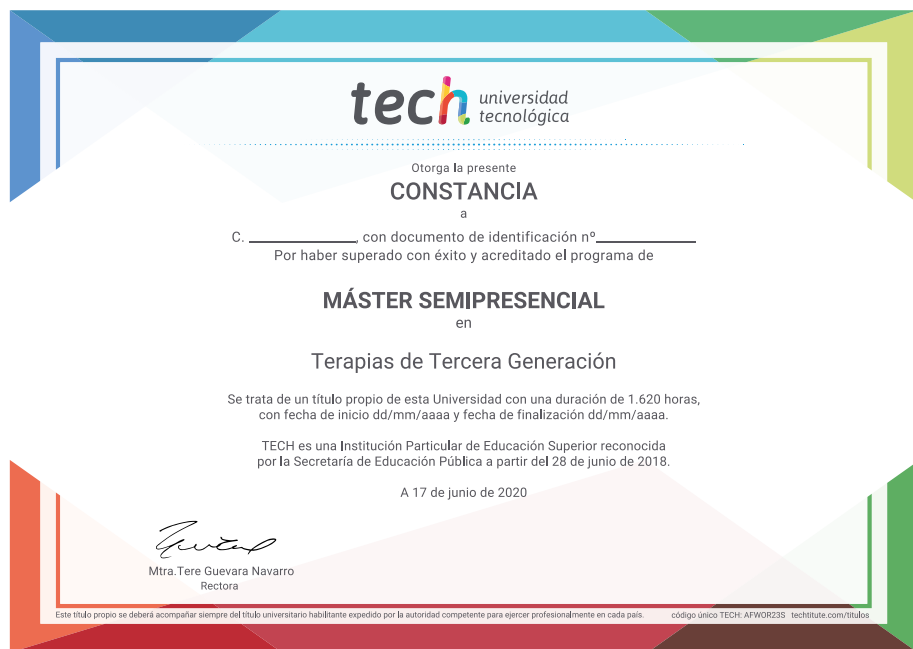 tech universidad
tecnológica
Otorga la presente
CONSTANCIA
a
C. ____________, con documento de identificación nº____________
Por haber superado con éxito y acreditado el programa de
MÁSTER SEMIPRESENCIAL
en
Terapias de Tercera Generación
Se trata de un título propio de esta Universidad con una duración de 1.620 horas,
con fecha de inicio dd/mm/aaaa y fecha de finalización dd/mm/aaaa.
TECH es una Institución Particular de Educación Superior reconocida
por la Secretaría de Educación Pública a partir del 28 de junio de 2018.
A 17 de junio de 2020
Mtra.Tere Guevara Navarro
Rectora
Este título propio se deberá acompañar siempre del título universitario habilitante expedido por la autoridad competente para ejercer profesionalmente en cada país. código único TECH: AFWOR23S techtitute.com/titulos